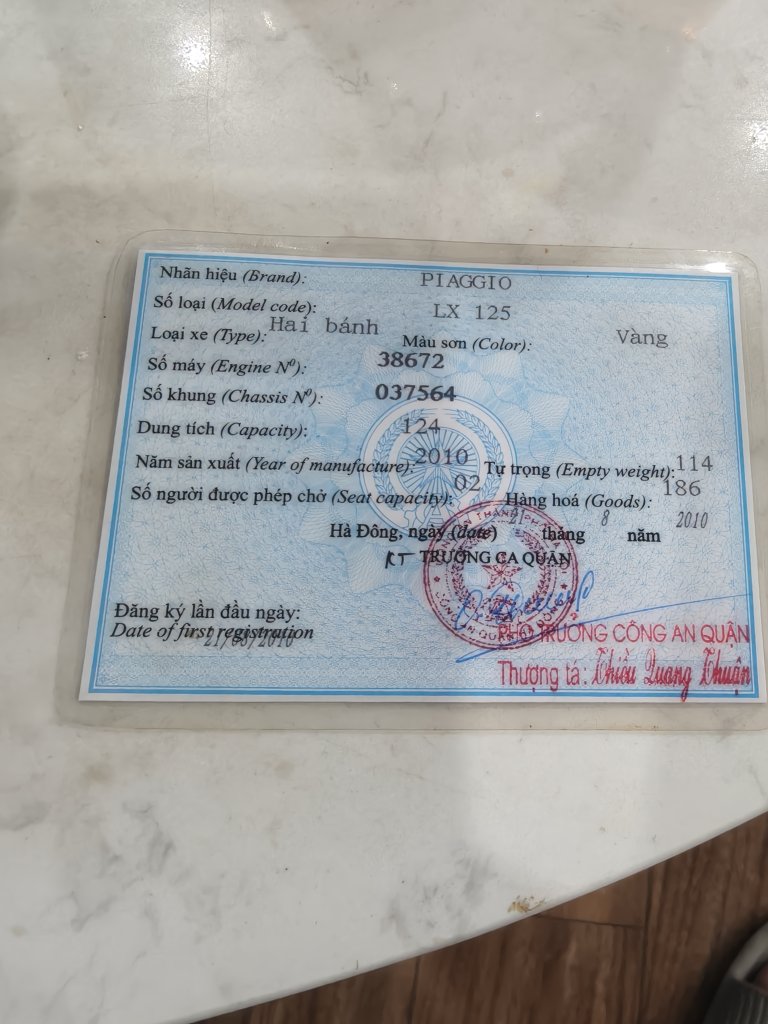 Nhãn hiệu (Brand): PIAGGIO
Số loại (Model code): LX 125
Loại xe (Type): Hai bánh Màu sơn (Color): Vàng
Số máy (Engine Nº): 38672
Số khung (Chassis Nº): 037564
Dung tích (Capacity): 124
Năm sản xuất (Year of manufacture): 2010 Tự trọng (Empty weight): 114
Số người được phép chở (Seat capacity): 02 Hàng hoá (Goods): 186
Hà Đông, ngày (date) 21 tháng 8 năm 2010
KT TRƯỞNG CA QUẬN
Đăng ký lần đầu ngày:
Date of first registration
PHÓ TRƯỞNG CÔNG AN QUẬN
Thượng tá: Thiều Quang Thuận